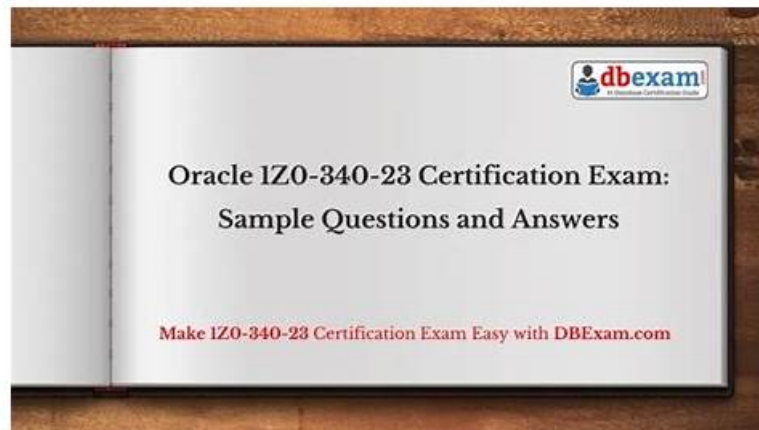 dbexam
Oracle 1Z0-340-23 Certification Exam:
Sample Questions and Answers
Make 1Z0-340-23 Certification Exam Easy with DBExam.com